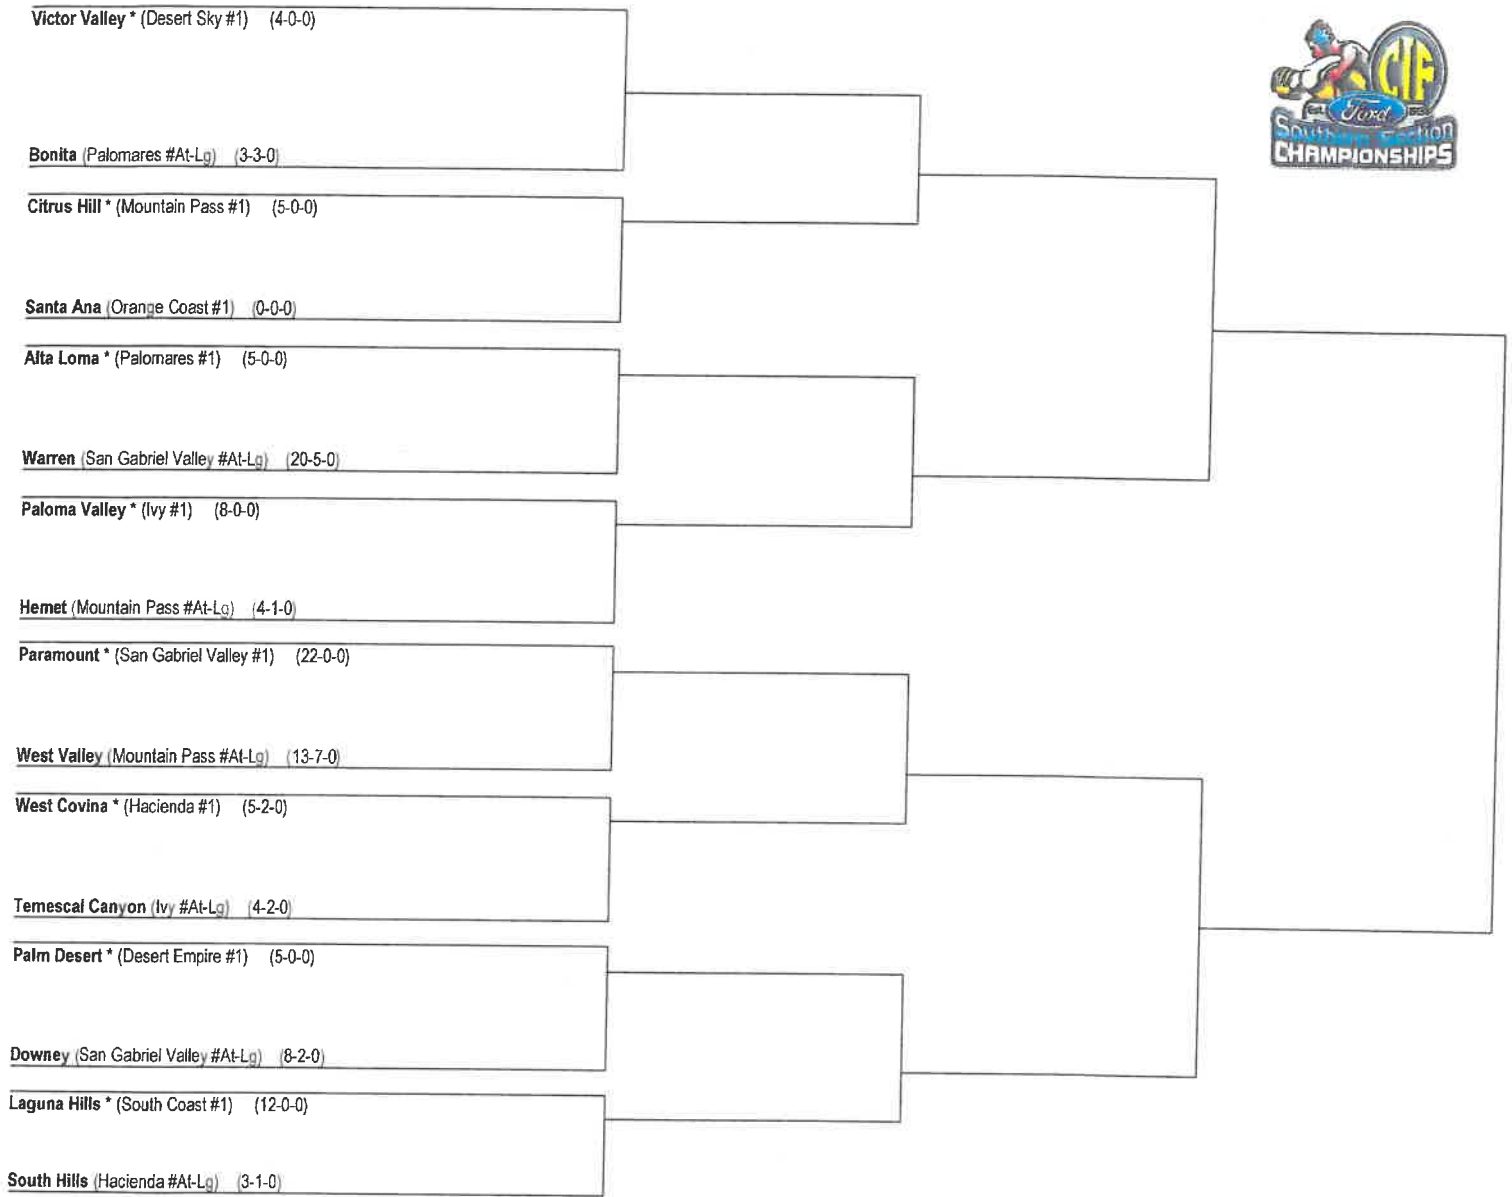 Victor Valley * (Desert Sky #1) (4-0-0)
CIF
Est.
Ford
Southern Section
CHAMPIONSHIPS
Bonita (Palomares #At-Lg) (3-3-0)
Citrus Hill * (Mountain Pass #1) (5-0-0)
Santa Ana (Orange Coast #1) (0-0-0)
Alta Loma * (Palomares #1) (5-0-0)
Warren (San Gabriel Valley #At-Lg) (20-5-0)
Paloma Valley * (Ivy #1) (8-0-0)
Hemet (Mountain Pass #At-Lg) (4-1-0)
Paramount * (San Gabriel Valley #1) (22-0-0)
West Valley (Mountain Pass #At-Lg) (13-7-0)
West Covina * (Hacienda #1) (5-2-0)
Temescal Canyon (Ivy #At-Lg) (4-2-0)
Palm Desert * (Desert Empire #1) (5-0-0)
Downey (San Gabriel Valley #At-Lg) (8-2-0)
Laguna Hills * (South Coast #1) (12-0-0)
South Hills (Hacienda #At-Lg) (3-1-0)